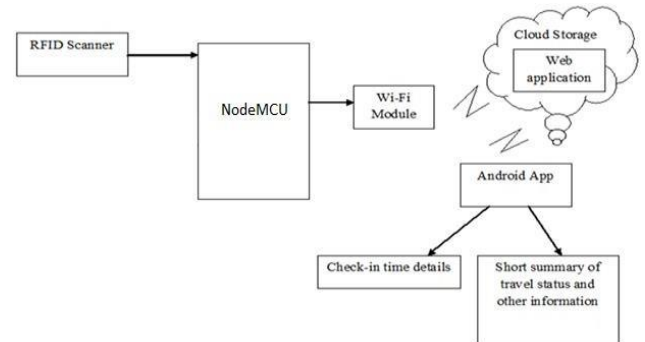 RFID Scanner
NodeMCU
Wi-Fi
Module
Cloud Storage
Web
application
Android App
Check-in time details
Short summary of
travel status and
other information